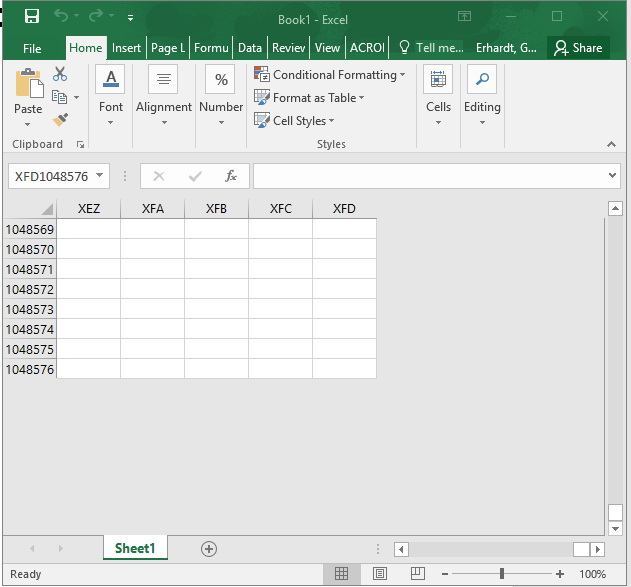 Book1 - Excel
File Home Insert Page L Formu Data Review View ACROI Tell me... Erhardt, G... Share
Paste
Clipboard
A
Font
Alignment
%
Number
Conditional Formatting
Format as Table
Cell Styles
Styles
Cells
Editing
XFD1048576 fx
XEZ XFA XFB XFC XFD
1048569
1048570
1048571
1048572
1048573
1048574
1048575
1048576
Sheet1
Ready 100%